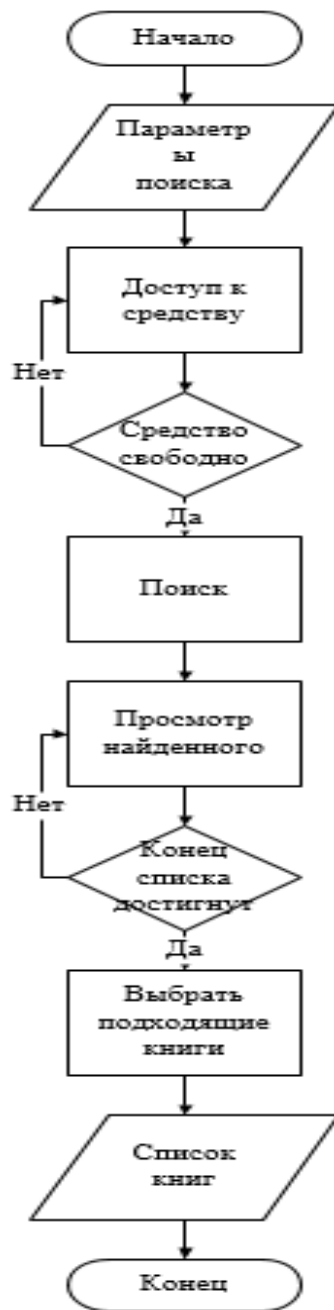 Начало
Параметр
ы
поиска
Доступ к
средству
Нет
Средство
свободно
Да
Поиск
Просмотр
найденного
Нет
Конец
списка
достигнут
Да
Выбрать
подходящие
книги
Список
книг
Конец